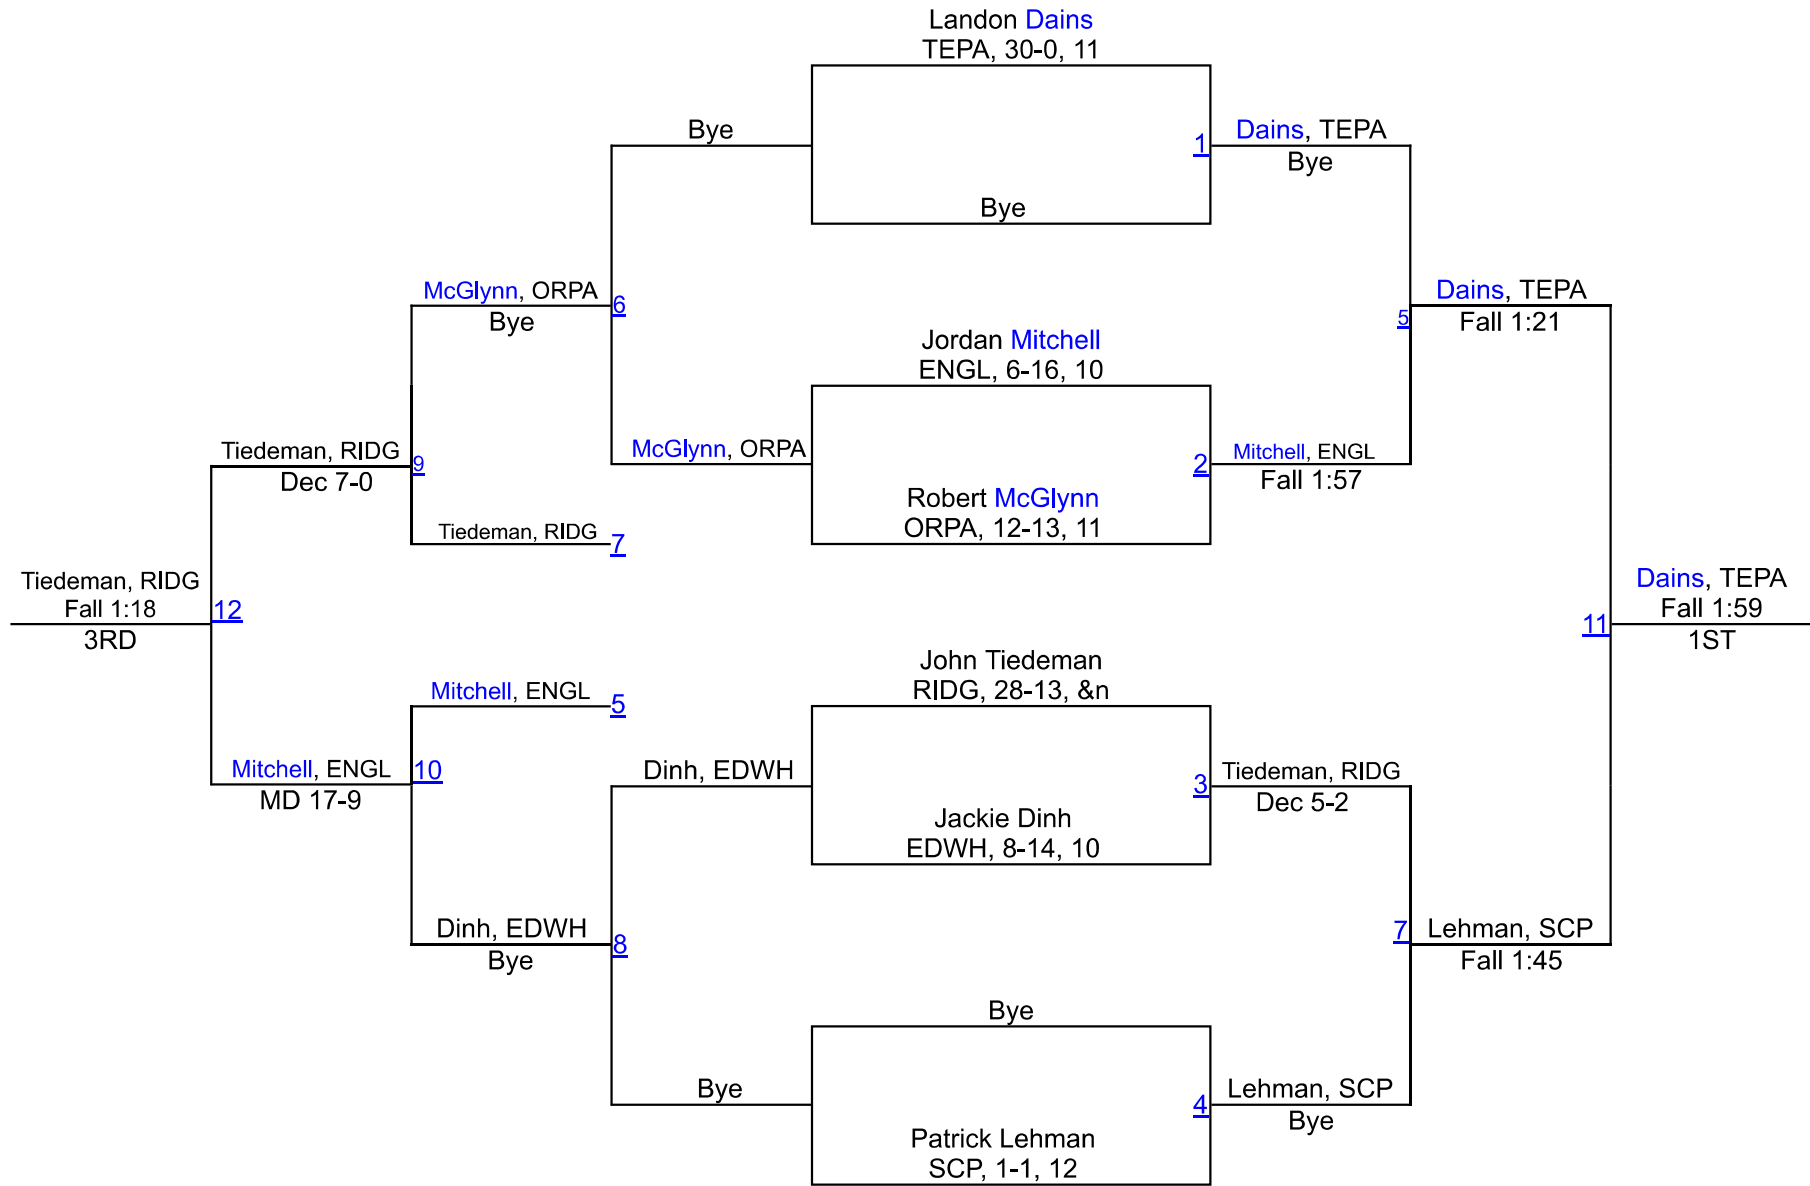 Landon Dains
TEPA, 30-0, 11
Bye
1
Dains, TEPA
Bye
Bye
McGlynn, ORPA
Bye
6
Dains, TEPA
Fall 1:21
5
Jordan Mitchell
ENGL, 6-16, 10
Tiedeman, RIDG
Dec 7-0
9
McGlynn, ORPA
2
Mitchell, ENGL
Fall 1:57
Robert McGlynn
ORPA, 12-13, 11
Tiedeman, RIDG
7
Tiedeman, RIDG
Fall 1:18
3RD
12
11
Dains, TEPA
Fall 1:59
1ST
John Tiedeman
RIDG, 28-13, &n
Mitchell, ENGL
5
Mitchell, ENGL
MD 17-9
10
Dinh, EDWH
3
Tiedeman, RIDG
Dec 5-2
Jackie Dinh
EDWH, 8-14, 10
Dinh, EDWH
Bye
8
7
Lehman, SCP
Fall 1:45
Bye
Bye
4
Lehman, SCP
Bye
Patrick Lehman
SCP, 1-1, 12